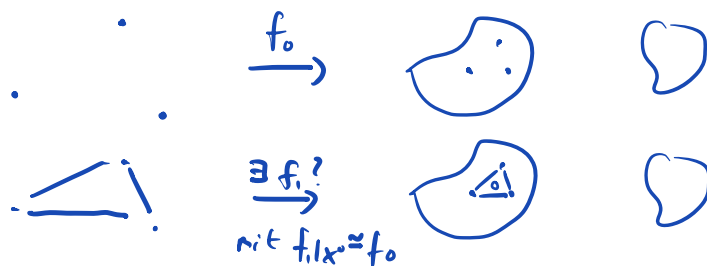 f₀
∃ f₁?
mit f₁|x⁰ ≅ f₀